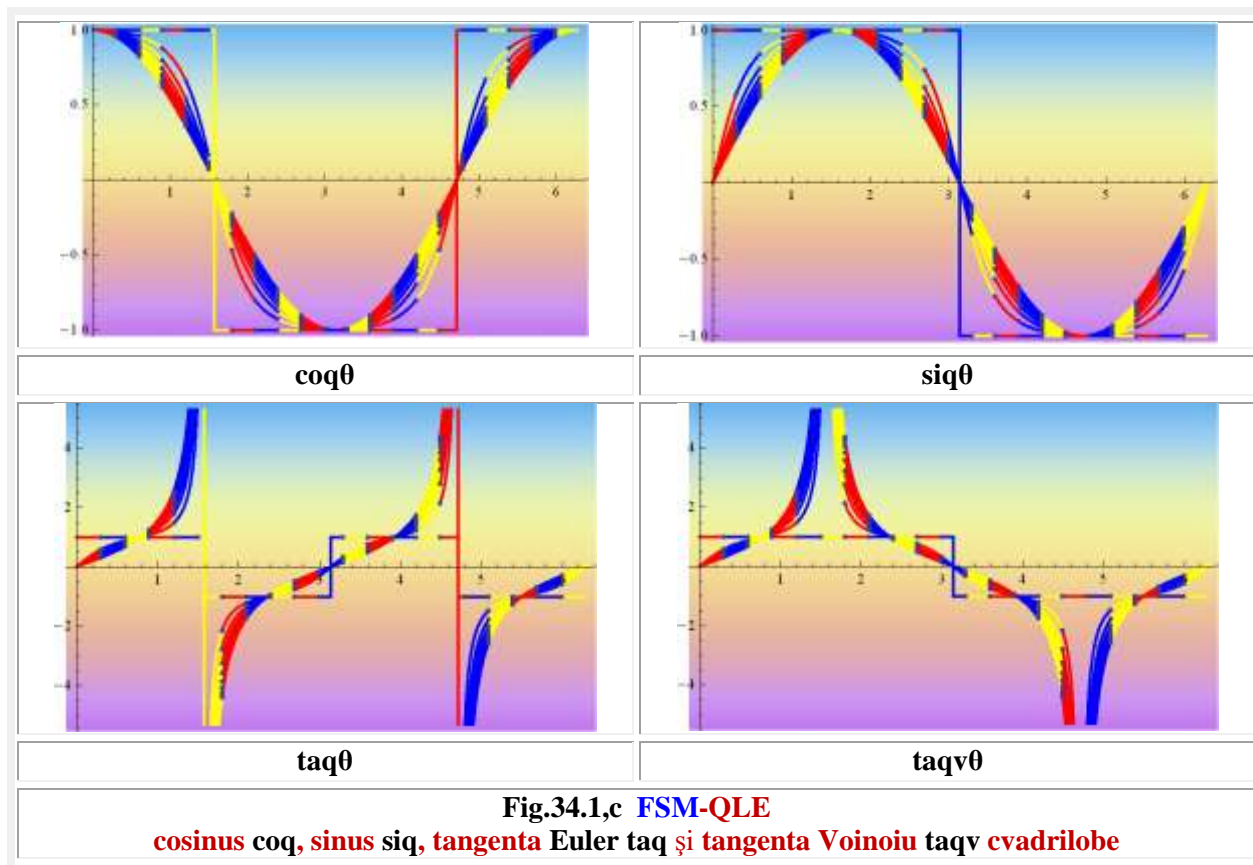 1.0
0.5
-0.5
-1.0
1 2 3 4 5 6
1.0
0.5
-0.5
-1.0
1 2 3 4 5 6
coqθ
siqθ
4
2
-2
-4
1 2 3 4 5
4
2
-2
-4
1 2 3 4 5
taqθ
taqvθ
Fig.34.1,c FSM-QLE
cosinus coq, sinus siq, tangenta Euler taq şi tangenta Voinoiu taqv cvadrilobe